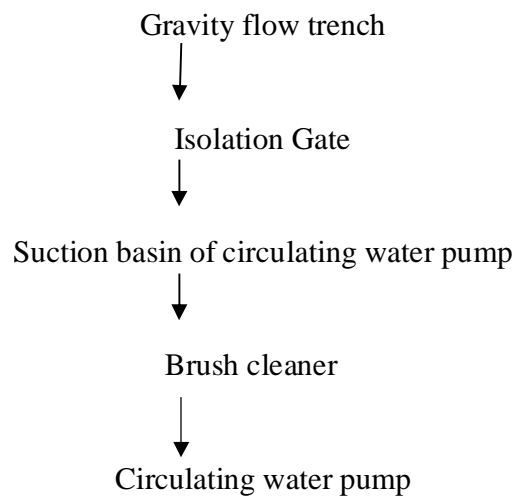 Gravity flow trench
Isolation Gate
Suction basin of circulating water pump
Brush cleaner
Circulating water pump